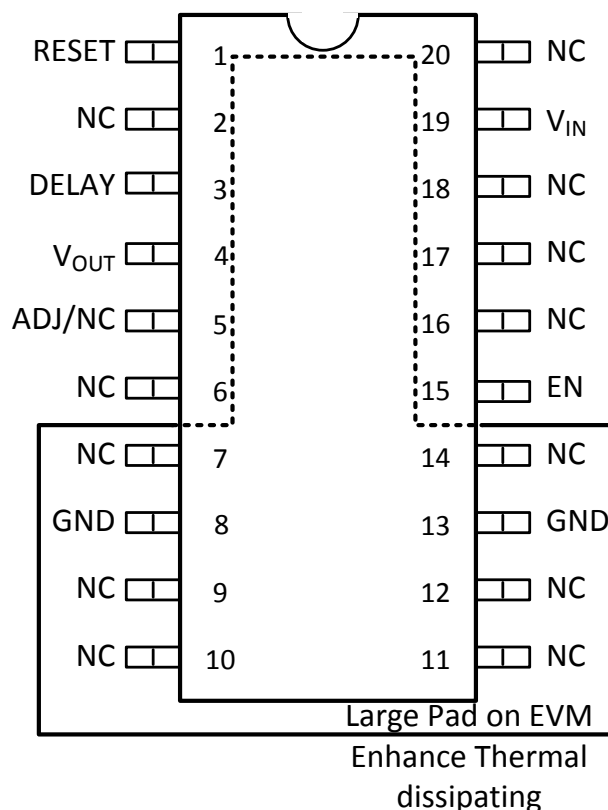 RESET 1 20 NC
NC 2 19 VIN
DELAY 3 18 NC
VOUT 4 17 NC
ADJ/NC 5 16 NC
NC 6 15 EN
NC 7 14 NC
GND 8 13 GND
NC 9 12 NC
NC 10 11 NC
Large Pad on EVM
Enhance Thermal
dissipating